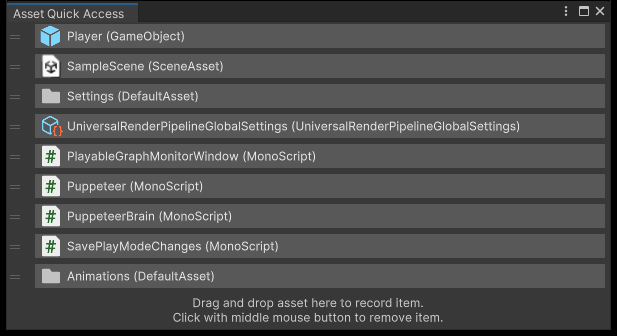 Asset Quick Access
Player (GameObject)
SampleScene (SceneAsset)
Settings (DefaultAsset)
UniversalRenderPipelineGlobalSettings (UniversalRenderPipelineGlobalSettings)
PlayableGraphMonitorWindow (MonoScript)
Puppeteer (MonoScript)
PuppeteerBrain (MonoScript)
SavePlayModeChanges (MonoScript)
Animations (DefaultAsset)
Drag and drop asset here to record item.
Click with middle mouse button to remove item.